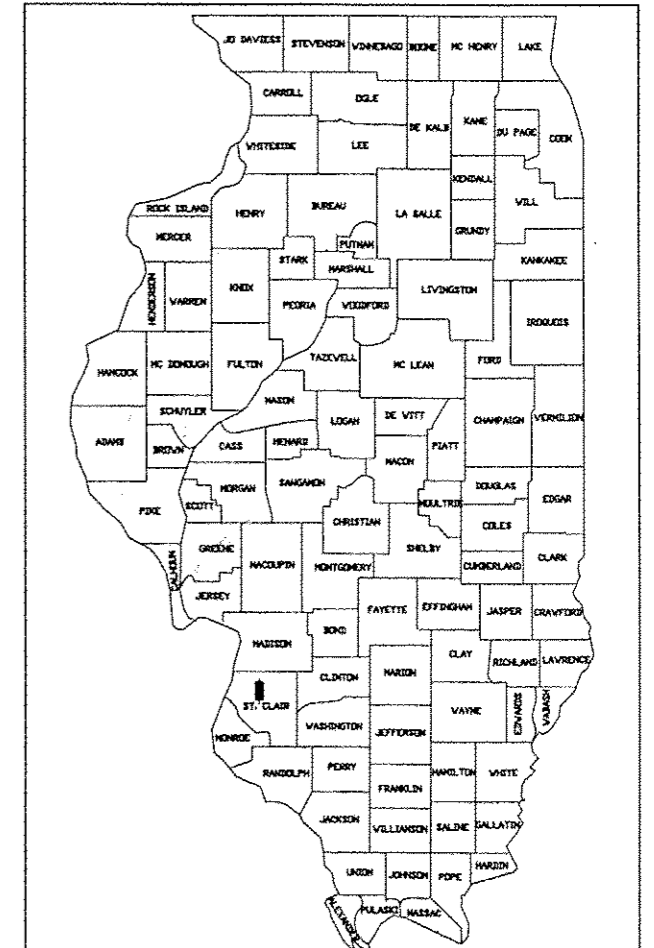 JO DAVIESS STEVENSON WINNEBAGO BOONE MC HENRY LAKE
CARROLL OGLE DE KALB KANE DU PAGE COOK
WHITESIDE LEE
KENDALL WILL
ROCK ISLAND HENRY BUREAU LA SALLE GRUNDY
MERCER PUTNAM
STARK MARSHALL KANKAKEE
HENDERSON WARREN KNOX PEORIA WOODFORD LIVINGSTON IROQUOIS
HANCOCK MC DONOUGH FULTON TAZEWELL MC LEAN FORD
SCHUYLER MASON LOGAN DE WITT CHAMPAIGN VERMILION
ADAMS BROWN CASS MENARD MACON PIATT
PIKE SCOTT MORGAN SANGAMON MOULTRIE DOUGLAS EDGAR
CHRISTIAN COLES
CALHOUN GREENE MACOUPIN MONTGOMERY SHELBY CUMBERLAND CLARK
JERSEY FAYETTE EFFINGHAM JASPER CRAWFORD
MADISON BOND
CLAY RICHLAND LAWRENCE
CLINTON MARION
ST. CLAIR WAYNE EDWARDS WABASH
MONROE WASHINGTON JEFFERSON
RANDOLPH PERRY HAMILTON WHITE
FRANKLIN
JACKSON WILLIAMSON SALINE GALLATIN
UNION JOHNSON POPE HARDIN
ALEXANDER PULASKI MASSAC